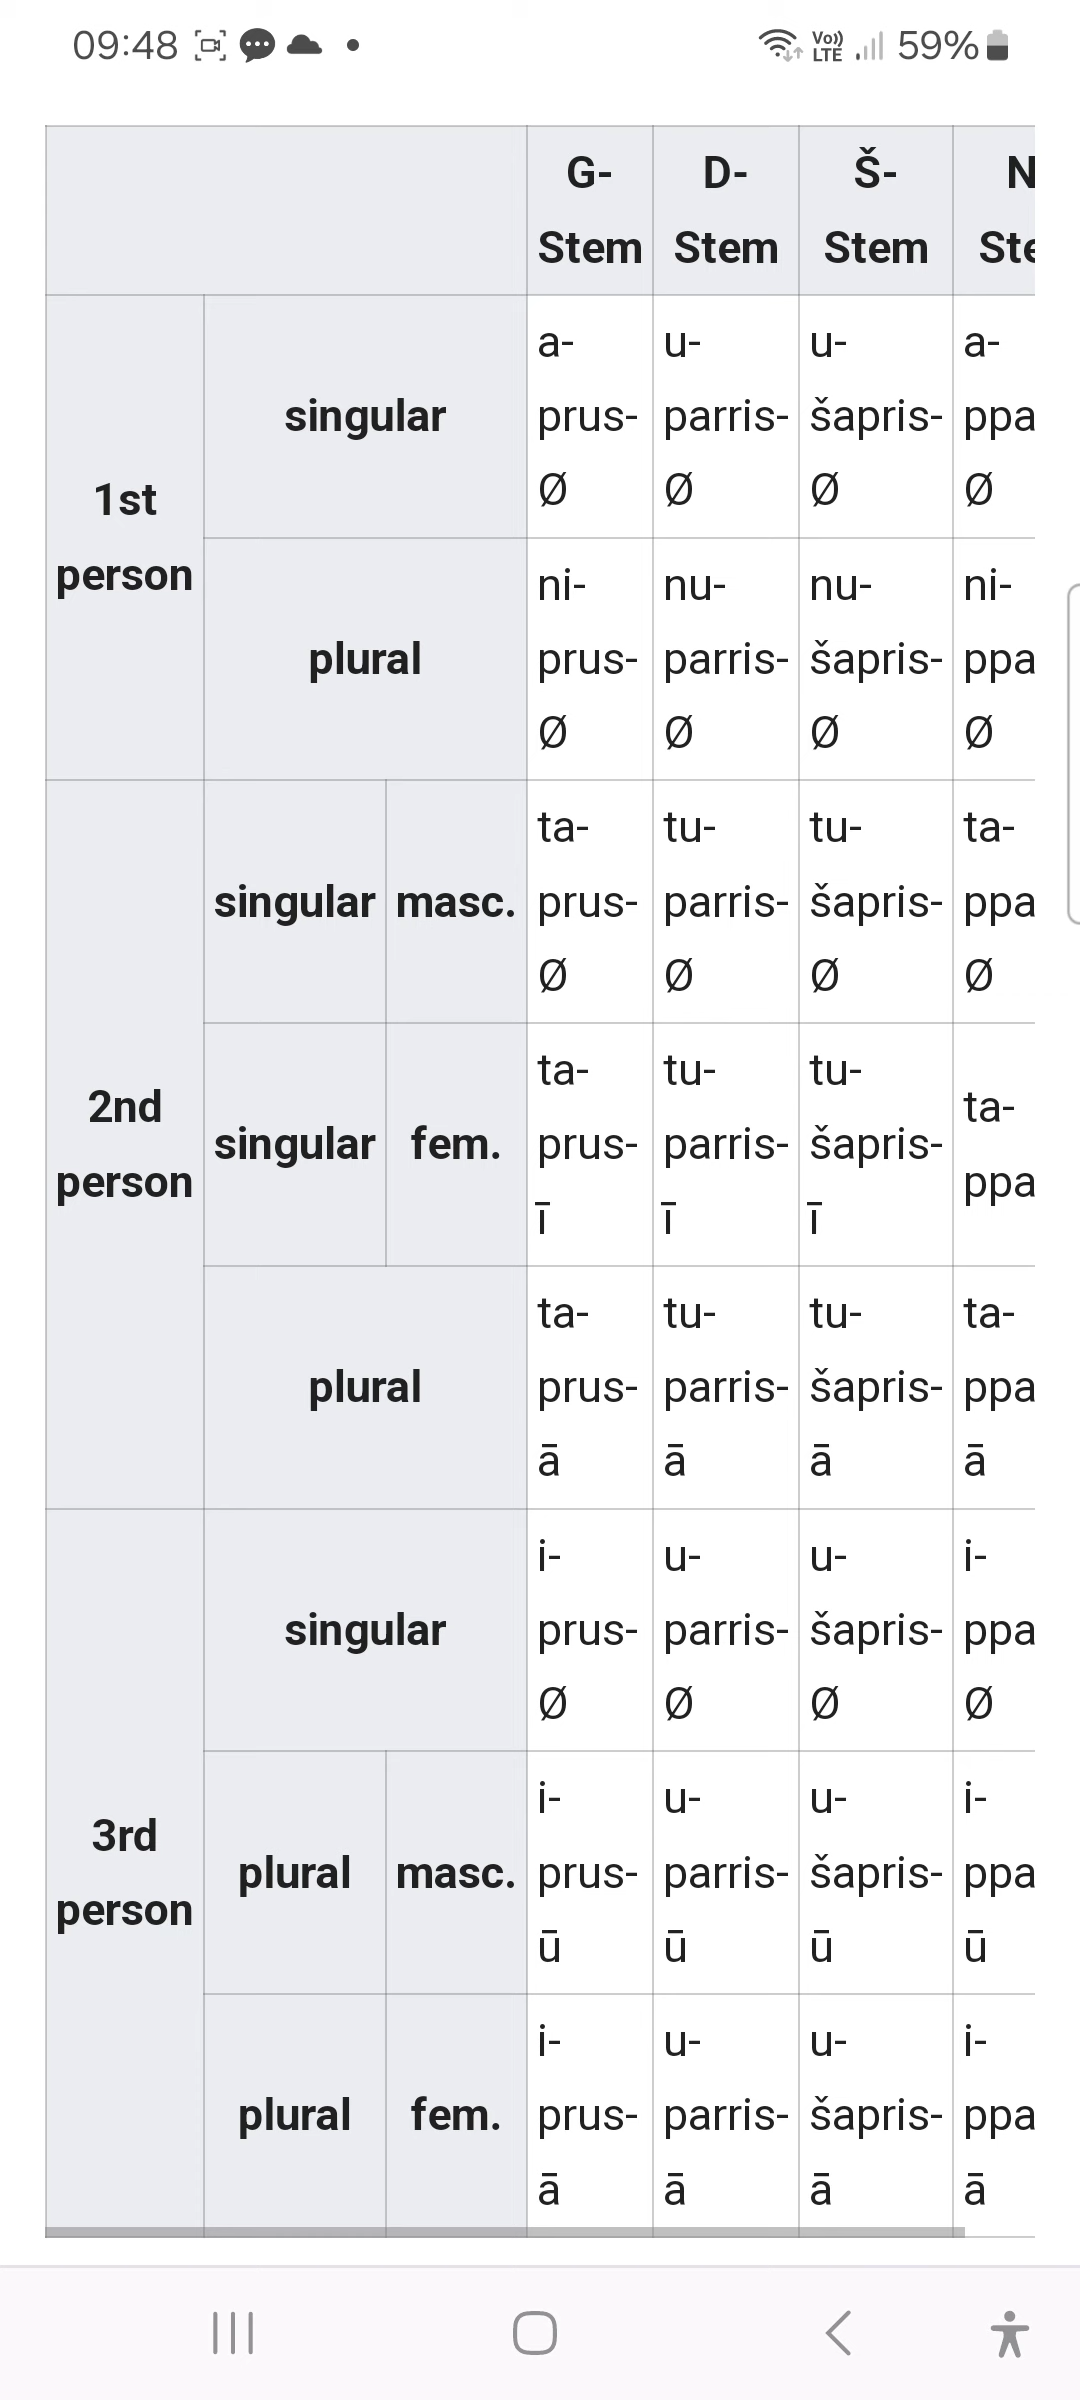 09:48
Vo)) LTE
59%
G-Stem D-Stem Š-Stem N Ste
1st person singular a-prus-Ø u-parris-Ø u-šapris-Ø a-ppa Ø
plural ni-prus-Ø nu-parris-Ø nu-šapris-Ø ni-ppa Ø
2nd person singular masc. ta-prus-Ø tu-parris-Ø tu-šapris-Ø ta-ppa Ø
singular fem. ta-prus-ī tu-parris-ī tu-šapris-ī ta-ppa
plural ta-prus-ā tu-parris-ā tu-šapris-ā ta-ppa ā
3rd person singular i-prus-Ø u-parris-Ø u-šapris-Ø i-ppa Ø
plural masc. i-prus-ū u-parris-ū u-šapris-ū i-ppa ū
plural fem. i-prus-ā u-parris-ā u-šapris-ā i-ppa ā